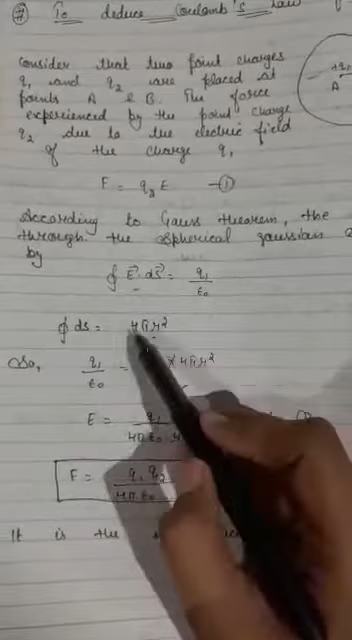 # To deduce Coulomb's Law
Consider that two point charges
q₁ and q₂ are placed at
points A & B. The force
experienced by the point charge
q₂ due to the electric field
of the charge q₁
+q₁
A
F = q₂E —①
According to Gauss theorem, the
through the spherical gaussian
by
∮ E⃗. ds⃗ = q₁/ε₀
∮ ds = 4πr²
So, q₁/ε₀ = × 4πr²
E = q₁/4πε₀
F = q₁ q₂/4πε₀
It is the